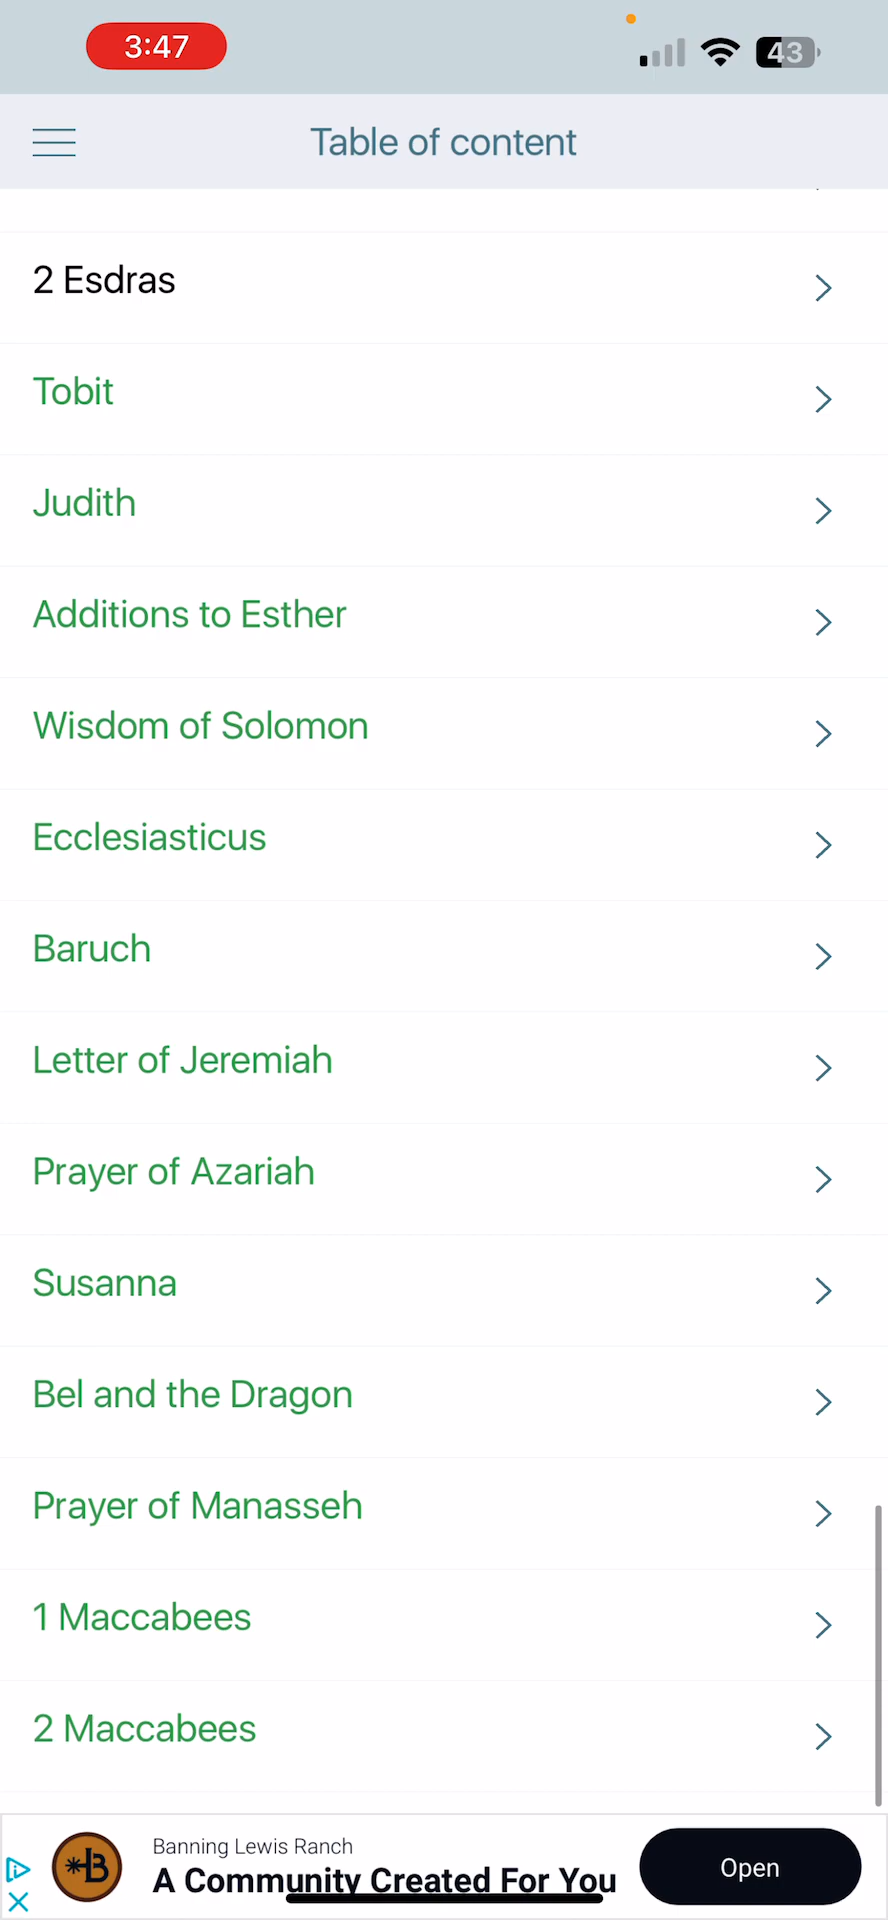 3:47
43
Table of content
2 Esdras
Tobit
Judith
Additions to Esther
Wisdom of Solomon
Ecclesiasticus
Baruch
Letter of Jeremiah
Prayer of Azariah
Susanna
Bel and the Dragon
Prayer of Manasseh
1 Maccabees
2 Maccabees
B
Banning Lewis Ranch
A Community Created For You
Open